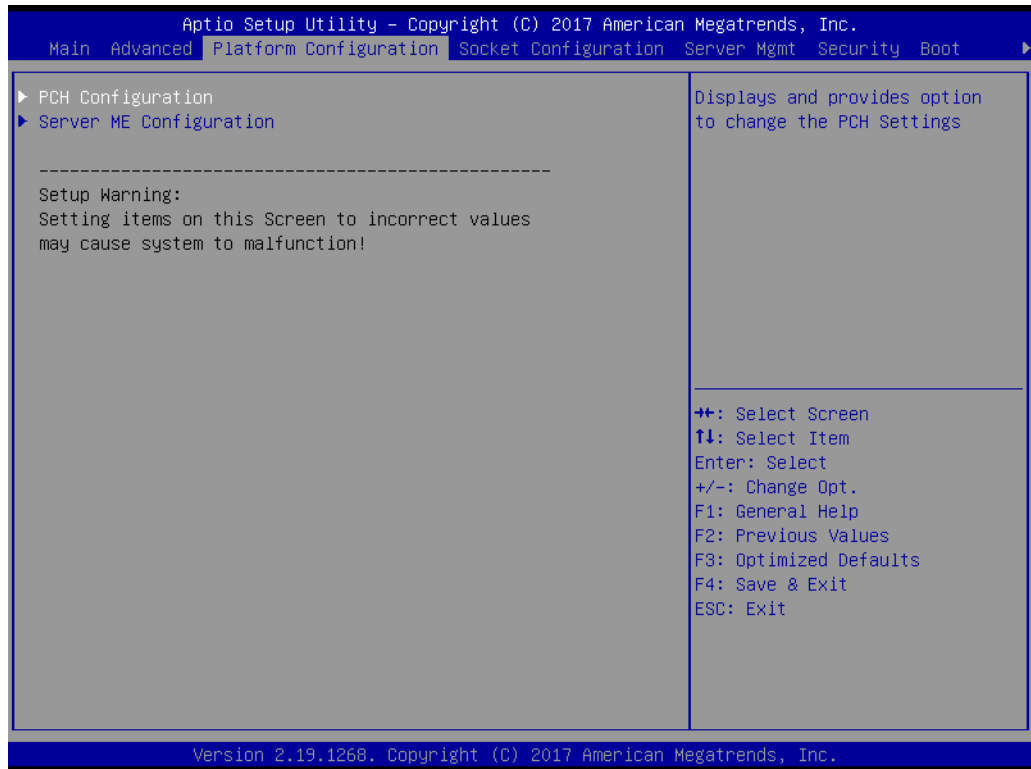 Aptio Setup Utility – Copyright (C) 2017 American Megatrends, Inc.
Main Advanced Platform Configuration Socket Configuration Server Mgmt Security Boot ▶
▶ PCH Configuration
▶ Server ME Configuration
--------------------------------------------------
Setup Warning:
Setting items on this Screen to incorrect values
may cause system to malfunction!
Displays and provides option
to change the PCH Settings
→←: Select Screen
↑↓: Select Item
Enter: Select
+/-: Change Opt.
F1: General Help
F2: Previous Values
F3: Optimized Defaults
F4: Save & Exit
ESC: Exit
Version 2.19.1268. Copyright (C) 2017 American Megatrends, Inc.